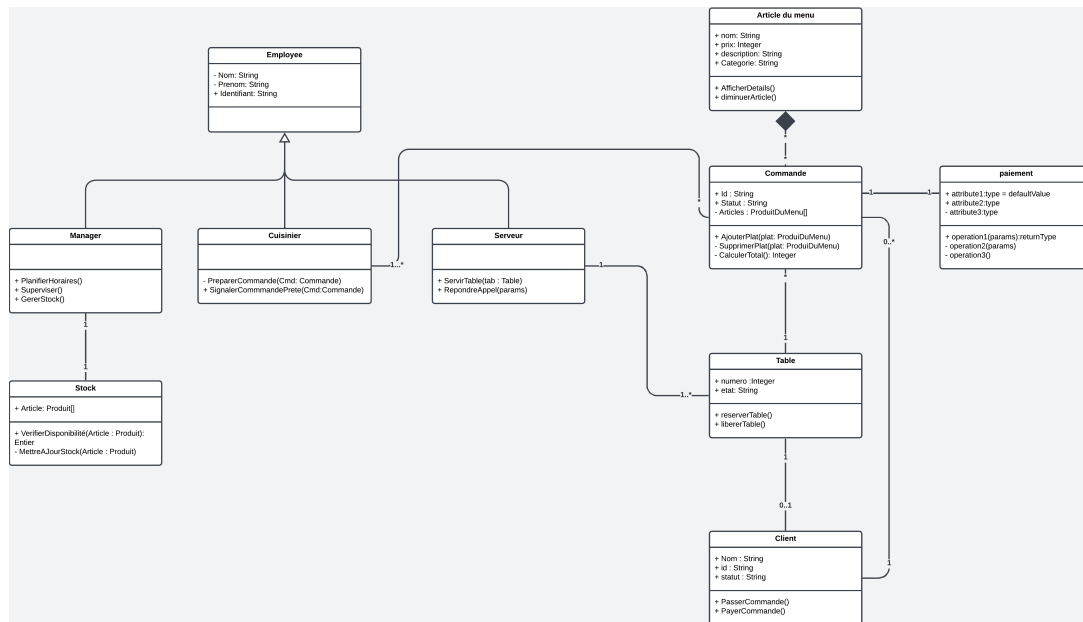 Article du menu
+ nom: String
+ prix: Integer
+ description: String
+ Categorie: String
+ AfficherDetails()
+ diminuerArticle()
Employee
- Nom: String
- Prenom: String
+ Identifiant: String
*
*
Commande
+ Id : String
+ Statut : String
- Articles : ProduitDuMenu[]
+ AjouterPlat(plat: ProduiDuMenu)
- SupprimerPlat(plat: ProduiDuMenu)
- CalculerTotal(): Integer
1
1
paiement
+ attribute1:type = defaultValue
+ attribute2:type
- attribute3:type
+ operation1(params):returnType
- operation2(params)
- operation3()
*
0..*
Manager
+ PlanifierHoraires()
+ Superviser()
+ GererStock()
Cuisinier
- PreparerCommande(Cmd: Commande)
+ SignalerCommmandePrete(Cmd:Commande)
1...*
Serveur
+ ServirTable(tab : Table)
+ RepondreAppel(params)
1
*
1
1
1
Table
+ numero :Integer
+ etat: String
+ reserverTable()
+ libererTable()
1..*
Stock
+ Article: Produit[]
+ VerifierDisponibilité(Article : Produit):
Entier
- MettreAJourStock(Article : Produit)
1
0..1
Client
+ Nom : String
+ id : String
+ statut : String
+ PasserCommande()
+ PayerCommande()
1